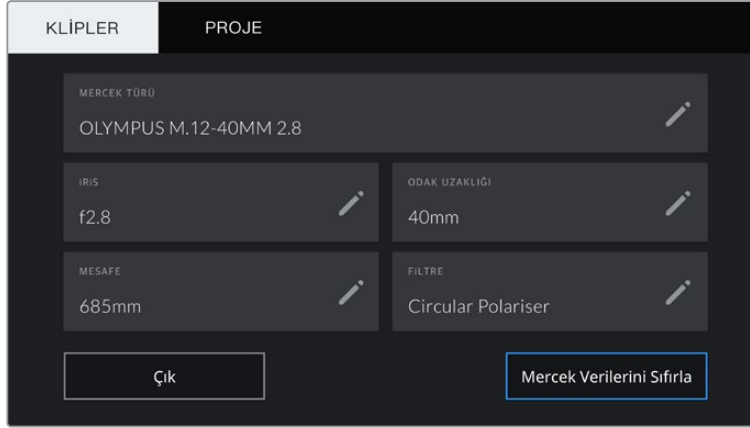 KLİPLER PROJE
MERCEK TÜRÜ
OLYMPUS M.12-40MM 2.8
İRİS ODAK UZAKLIĞI
f2.8 40mm
MESAFE FİLTRE
685mm Circular Polariser
Çık Mercek Verilerini Sıfırla